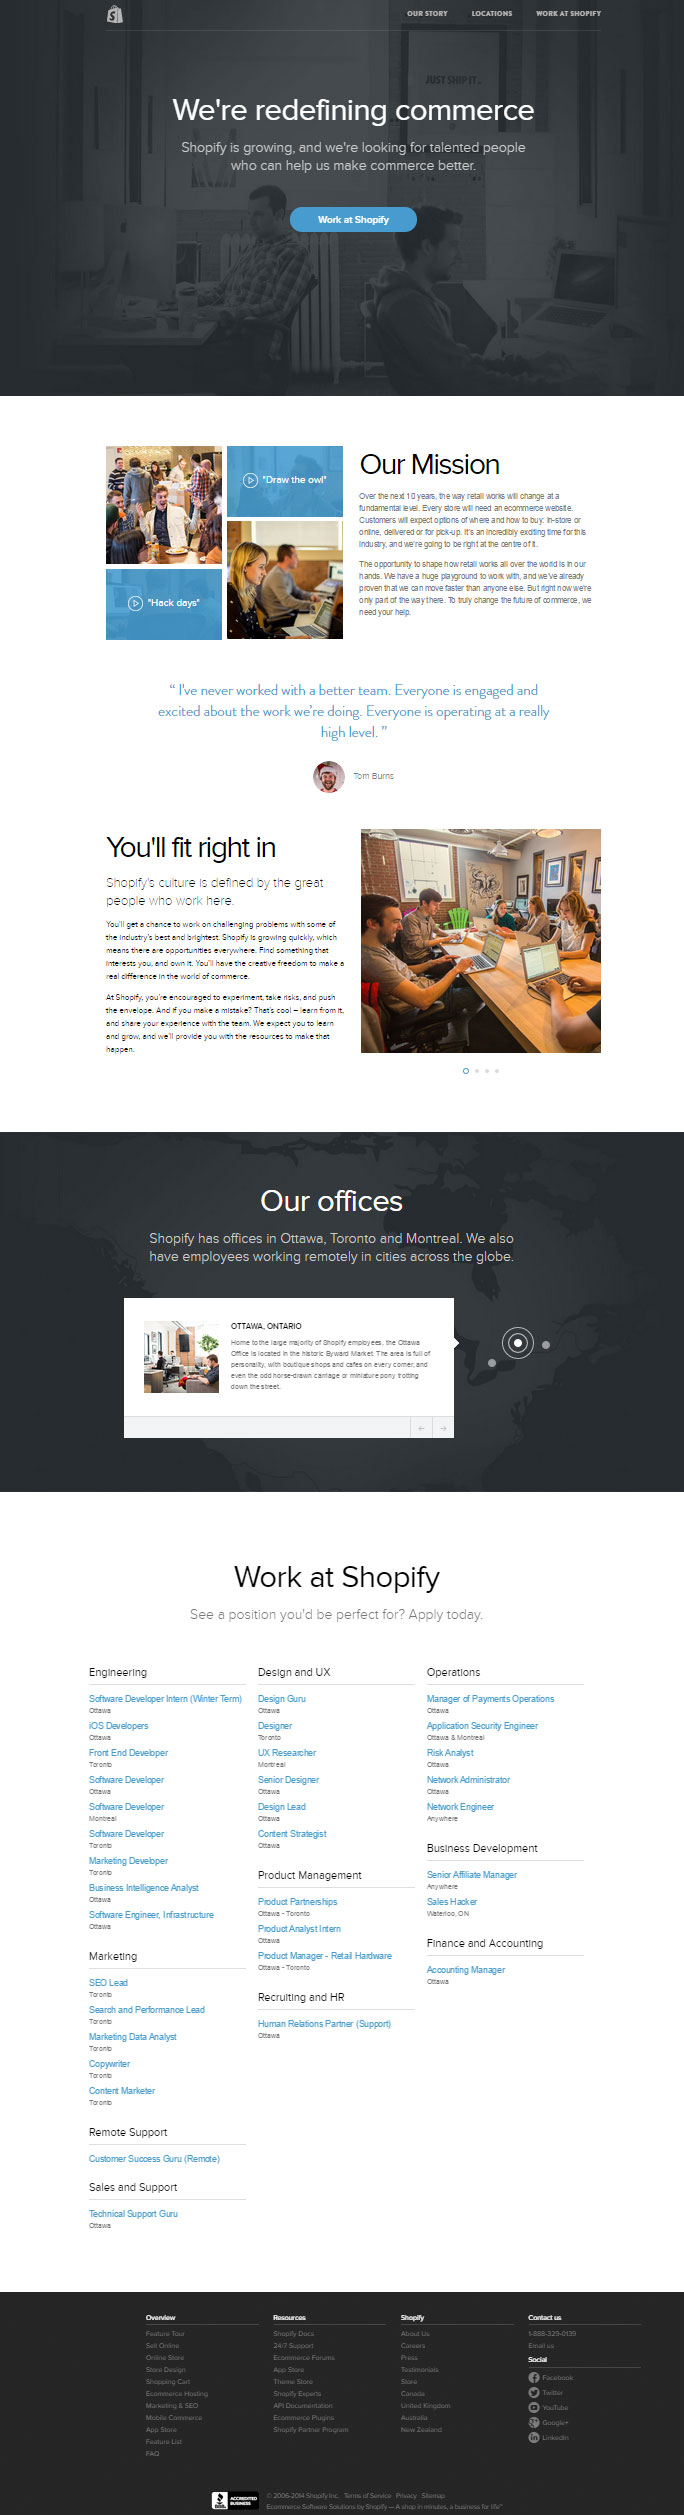 OUR STORY
LOCATIONS
WORK AT SHOPIFY
JUST SHIP IT
We're redefining commerce
Shopify is growing, and we're looking for talented people
who can help us make commerce better.
Work at Shopify
"Draw the owl"
"Hack days"
Our Mission
Over the next 10 years, the way retail works will change at a
fundamental level. Every store will need an ecommerce website.
Customers will expect options of where and how to buy: in-store or
online, delivered or for pick-up. It's an incredibly exciting time for this
industry, and we're going to be right at the centre of it.
The opportunity to shape how retail works all over the world is in our
hands. We have a huge playground to work with, and we've already
proven that we can move faster than anyone else. But right now we're
only part of the way there. To truly change the future of commerce, we
need your help.
“ I've never worked with a better team. Everyone is engaged and
excited about the work we're doing. Everyone is operating at a really
high level. ”
Tom Burns
You'll fit right in
Shopify's culture is defined by the great
people who work here.
You'll get a chance to work on challenging problems with some of
the industry's best and brightest. Shopify is growing quickly, which
means there are opportunities everywhere. Find something that
interests you, and own it. You'll have the creative freedom to make a
real difference in the world of commerce.
At Shopify, you're encouraged to experiment, take risks, and push
the envelope. And if you make a mistake? That's cool – learn from it,
and share your experience with the team. We expect you to learn
and grow, and we'll provide you with the resources to make that
happen.
Our offices
Shopify has offices in Ottawa, Toronto and Montreal. We also
have employees working remotely in cities across the globe.
OTTAWA, ONTARIO
Home to the large majority of Shopify employees, the Ottawa
Office is located in the historic Byward Market. The area is full of
personality, with boutique shops and cafes on every corner, and
even the odd horse-drawn carriage or miniature pony trotting
down the street.
Work at Shopify
See a position you'd be perfect for? Apply today.
Engineering
Software Developer Intern (Winter Term)
Ottawa
iOS Developers
Ottawa
Front End Developer
Toronto
Software Developer
Ottawa
Software Developer
Montreal
Software Developer
Toronto
Marketing Developer
Toronto
Business Intelligence Analyst
Ottawa
Software Engineer, Infrastructure
Ottawa
Marketing
SEO Lead
Toronto
Search and Performance Lead
Toronto
Marketing Data Analyst
Toronto
Copywriter
Toronto
Content Marketer
Toronto
Remote Support
Customer Success Guru (Remote)
Sales and Support
Technical Support Guru
Ottawa
Design and UX
Design Guru
Ottawa
Designer
Toronto
UX Researcher
Montreal
Senior Designer
Ottawa
Design Lead
Ottawa
Content Strategist
Ottawa
Product Management
Product Partnerships
Ottawa - Toronto
Product Analyst Intern
Ottawa
Product Manager - Retail Hardware
Ottawa - Toronto
Recruiting and HR
Human Relations Partner (Support)
Ottawa
Operations
Manager of Payments Operations
Ottawa
Application Security Engineer
Ottawa & Montreal
Risk Analyst
Ottawa
Network Administrator
Ottawa
Network Engineer
Anywhere
Business Development
Senior Affiliate Manager
Anywhere
Sales Hacker
Waterloo, ON
Finance and Accounting
Accounting Manager
Ottawa
Overview
Feature Tour
Sell Online
Online Store
Store Design
Shopping Cart
Ecommerce Hosting
Marketing & SEO
Mobile Commerce
App Store
Feature List
FAQ
Resources
Shopify Docs
24/7 Support
Ecommerce Forums
App Store
Theme Store
Shopify Experts
API Documentation
Ecommerce Plugins
Shopify Partner Program
Shopify
About Us
Careers
Press
Testimonials
Store
Canada
United Kingdom
Australia
New Zealand
Contact us
1-888-329-0139
Email us
Social
Facebook
Twitter
YouTube
Google+
LinkedIn
BBB
ACCREDITED
BUSINESS
© 2006-2014 Shopify Inc. Terms of Service Privacy Sitemap
Ecommerce Software Solutions by Shopify — A shop in minutes, a business for life™